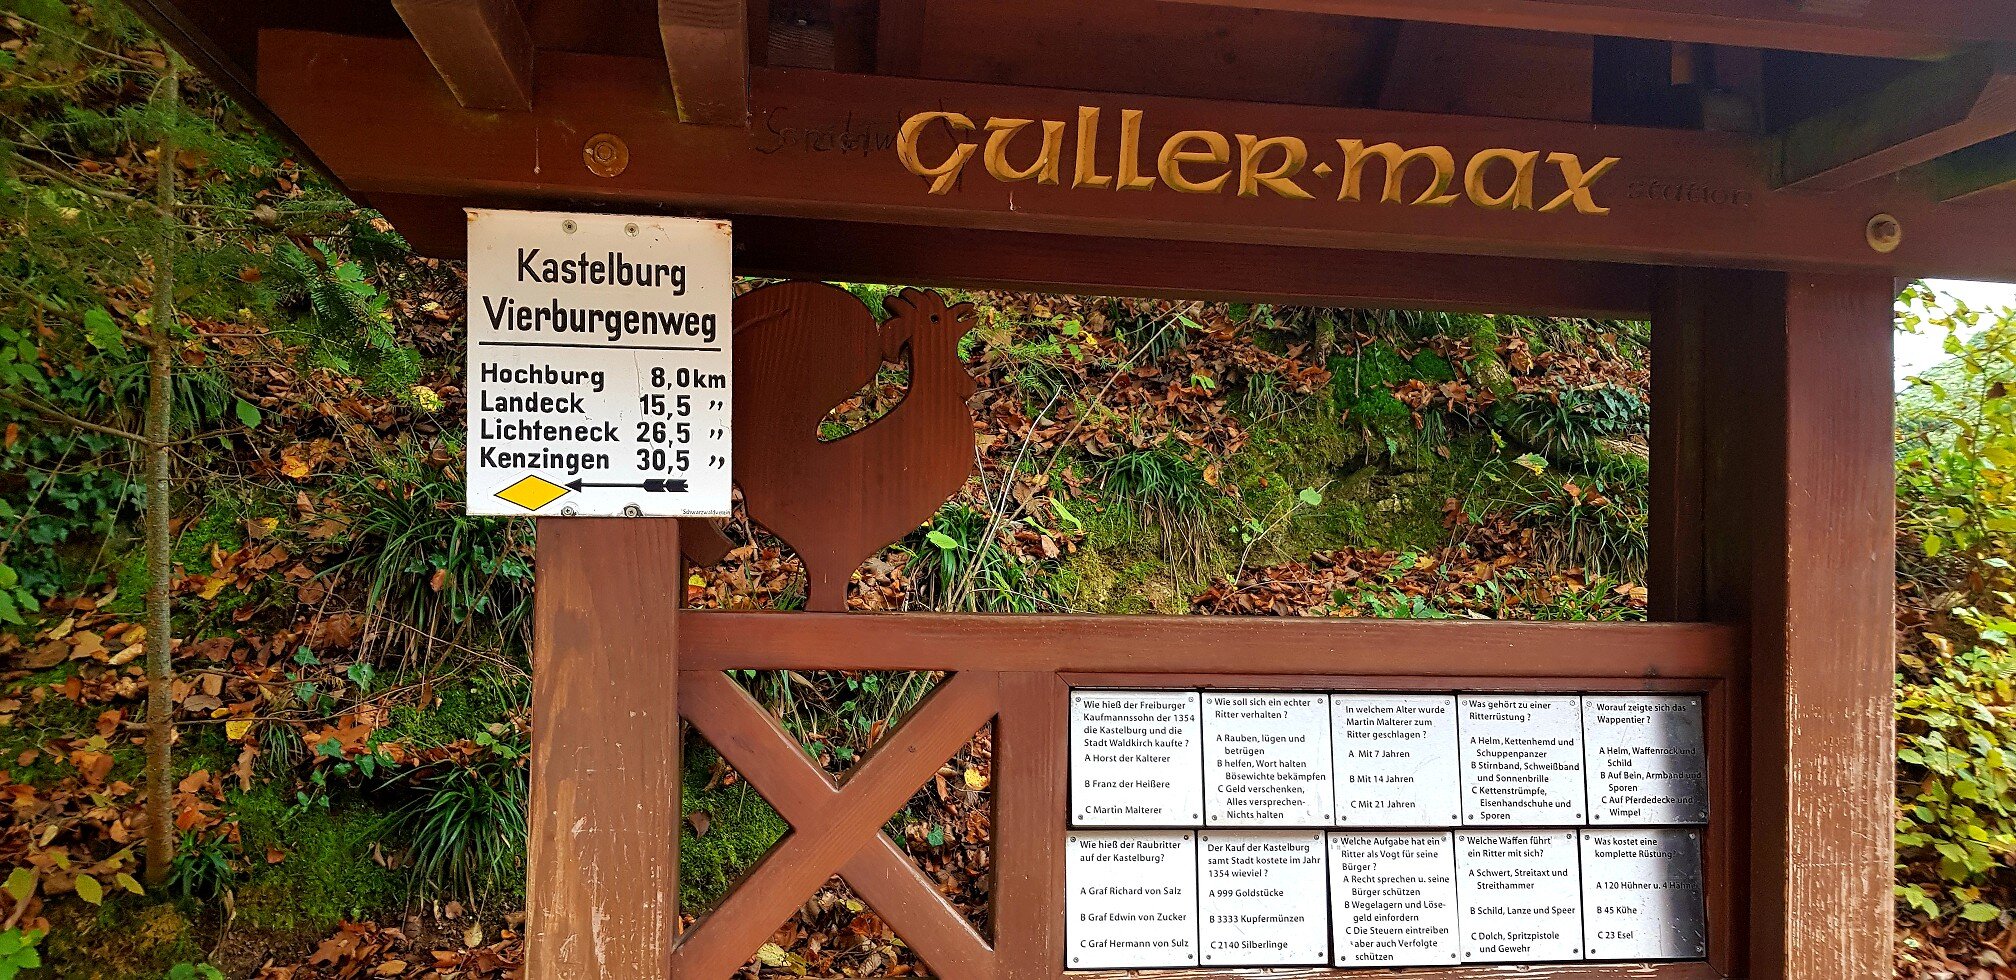 GULLER·MAX station
Kastelburg
Vierburgenweg
Hochburg 8,0 km
Landeck 15,5 "
Lichteneck 26,5 "
Kenzingen 30,5 "
Schwarzwaldverein
Wie hieß der Freiburger
Kaufmannssohn der 1354
die Kastelburg und die
Stadt Waldkirch kaufte ?
A Horst der Kalterer
B Franz der Heißere
C Martin Malterer
Wie soll sich ein echter
Ritter verhalten ?
A Rauben, lügen und
betrügen
B helfen, Wort halten
Bösewichte bekämpfen
C Geld verschenken,
Alles versprechen-
Nichts halten
In welchem Alter wurde
Martin Malterer zum
Ritter geschlagen ?
A Mit 7 Jahren
B Mit 14 Jahren
C Mit 21 Jahren
Was gehört zu einer
Ritterrüstung ?
A Helm, Kettenhemd und
Schuppenpanzer
B Stirnband, Schweißband
und Sonnenbrille
C Kettenstrümpfe,
Eisenhandschuhe und
Sporen
Worauf zeigte sich das
Wappentier ?
A Helm, Waffenrock und
Schild
B Auf Bein, Armband und
Sporen
C Auf Pferdedecke und
Wimpel
Wie hieß der Raubritter
auf der Kastelburg?
A Graf Richard von Salz
B Graf Edwin von Zucker
C Graf Hermann von Sulz
Der Kauf der Kastelburg
samt Stadt kostete im Jahr
1354 wieviel ?
A 999 Goldstücke
B 3333 Kupfermünzen
C 2140 Silberlinge
Welche Aufgabe hat ein
Ritter als Vogt für seine
Bürger ?
A Recht sprechen u. seine
Bürger schützen
B Wegelagern und Löse-
geld einfordern
C Die Steuern eintreiben
aber auch Verfolgte
schützen
Welche Waffen führt
ein Ritter mit sich?
A Schwert, Streitaxt und
Streithammer
B Schild, Lanze und Speer
C Dolch, Spritzpistole
und Gewehr
Was kostet eine
komplette Rüstung?
A 120 Hühner u. 4 Hähne
B 45 Kühe
C 23 Esel